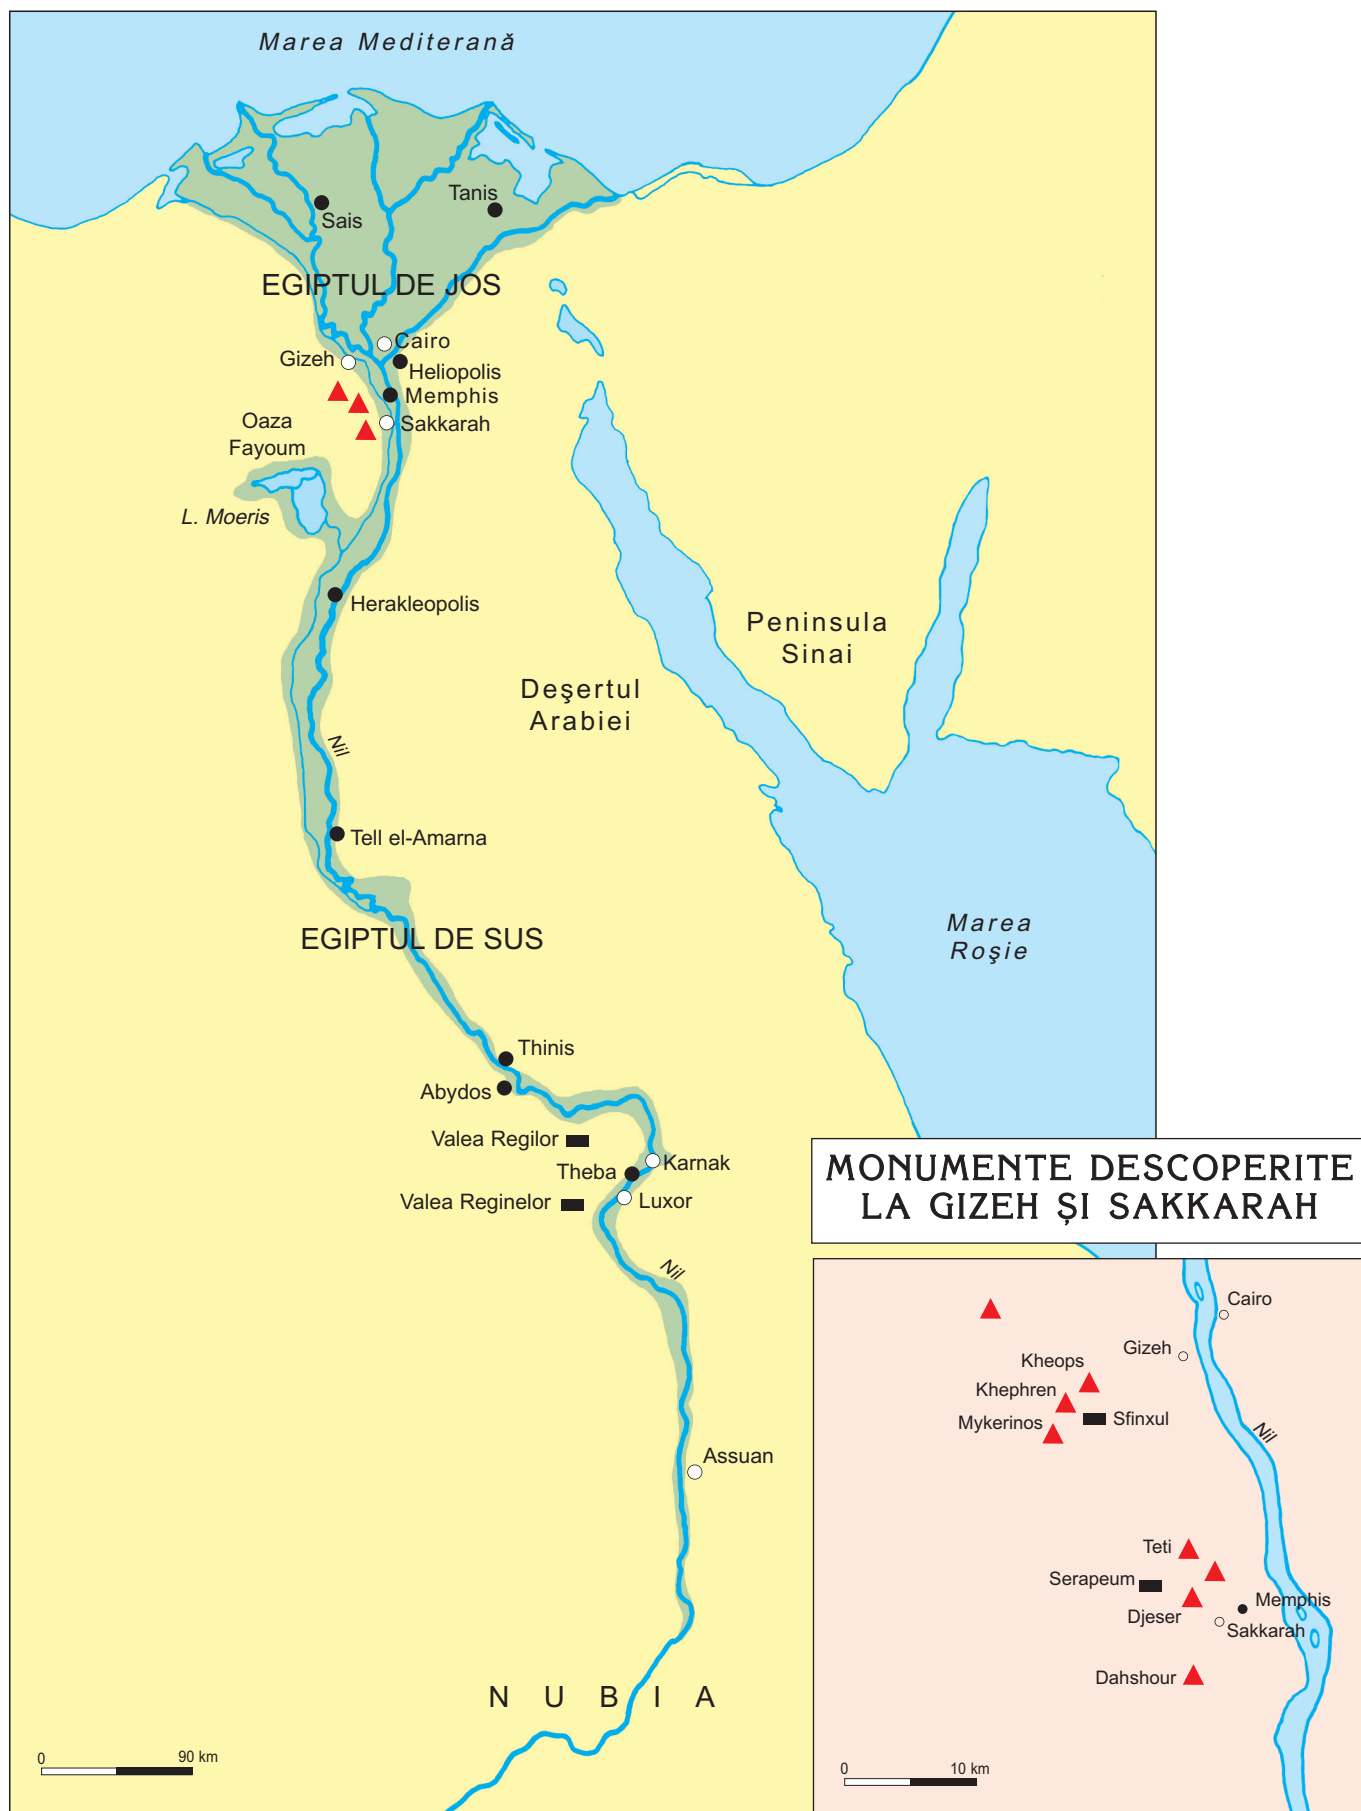 Marea Mediterană
Sais
Tanis
EGIPTUL DE JOS
Cairo
Gizeh
Heliopolis
Memphis
Sakkarah
Oaza
Fayoum
L. Moeris
Herakleopolis
Peninsula
Sinai
Deşertul
Arabiei
Nil
Tell el-Amarna
Marea
Roşie
EGIPTUL DE SUS
Thinis
Abydos
Valea Regilor
Karnak
Theba
Valea Reginelor
Luxor
Nil
Assuan
NUBIA
0 90 km
MONUMENTE DESCOPERITE
LA GIZEH ȘI SAKKARAH
Cairo
Gizeh
Kheops
Khephren
Mykerinos
Sfinxul
Nil
Teti
Serapeum
Djeser
Memphis
Sakkarah
Dahshour
0 10 km